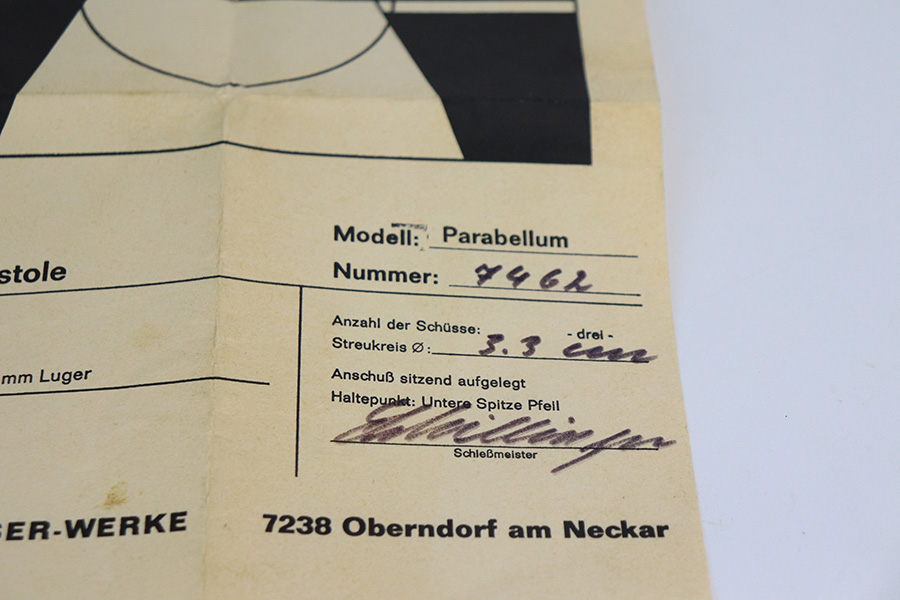 Modell: Parabellum
stole
Nummer: 7462
Anzahl der Schüsse: - drei -
Streukreis Ø: 3.3 cm
mm Luger
Anschuß sitzend aufgelegt
Haltepunkt: Untere Spitze Pfeil
Schießmeister
SER-WERKE 7238 Oberndorf am Neckar